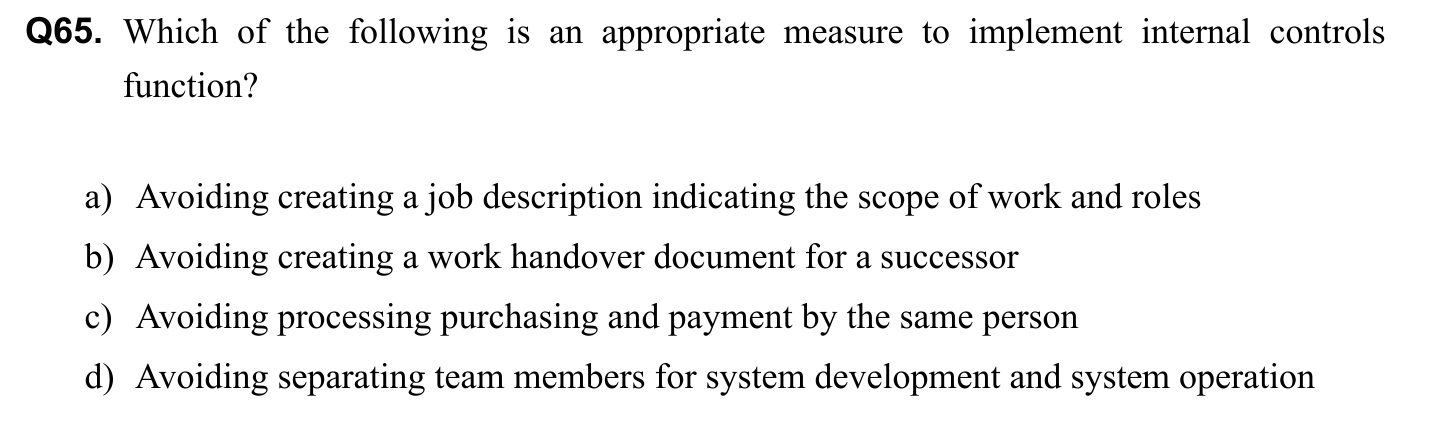 Q65. Which of the following is an appropriate measure to implement internal controls
function?
a) Avoiding creating a job description indicating the scope of work and roles
b) Avoiding creating a work handover document for a successor
c) Avoiding processing purchasing and payment by the same person
d) Avoiding separating team members for system development and system operation